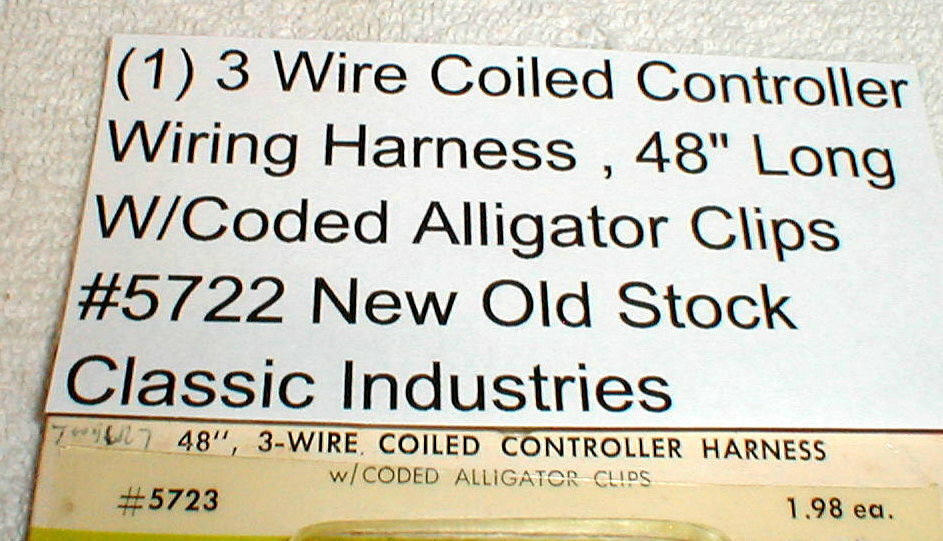 (1) 3 Wire Coiled Controller
Wiring Harness , 48" Long
W/Coded Alligator Clips
#5722 New Old Stock
Classic Industries
48", 3-WIRE COILED CONTROLLER HARNESS
w/CODED ALLIGATOR CLIPS
#5723 1.98 ea.